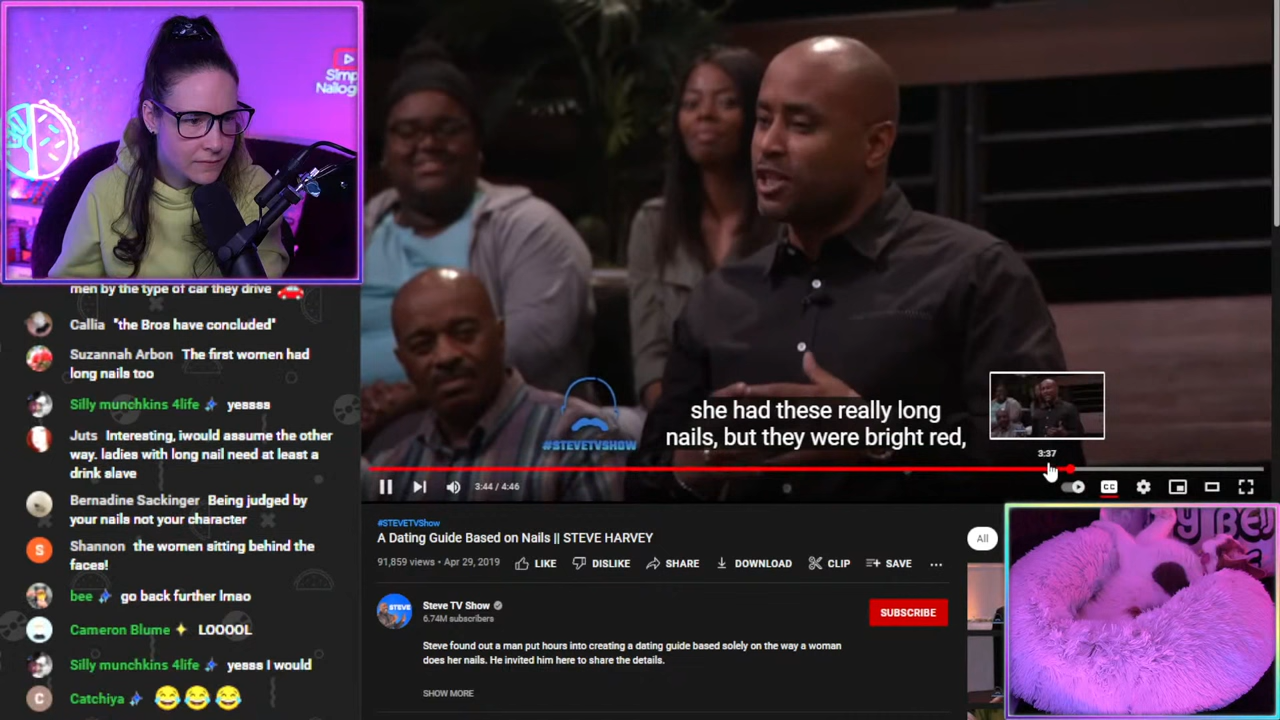 Simply
Nailogi
men by the type of car they drive
Callia "the Bros have concluded"
Suzannah Arbon The first women had
long nails too
Silly munchkins 4life yessss
Juts Interesting, iwould assume the other
way. ladies with long nail need at least a
drink slave
Bernadine Sackinger Being judged by
your nails not your character
Shannon the women sitting behind the
faces!
bee go back further lmao
Cameron Blume LOOOOL
Silly munchkins 4life yesss I would
Catchiya
she had these really long
nails, but they were bright red,
#STEVETVSHOW
3:37
3:44 / 4:46
CC
#STEVETVShow
A Dating Guide Based on Nails || STEVE HARVEY
91,859 views • Apr 29, 2019 LIKE DISLIKE SHARE DOWNLOAD CLIP SAVE ...
All
STEVE
Steve TV Show
6.74M subscribers
SUBSCRIBE
Steve found out a man put hours into creating a dating guide based solely on the way a woman
does her nails. He invited him here to share the details.
SHOW MORE